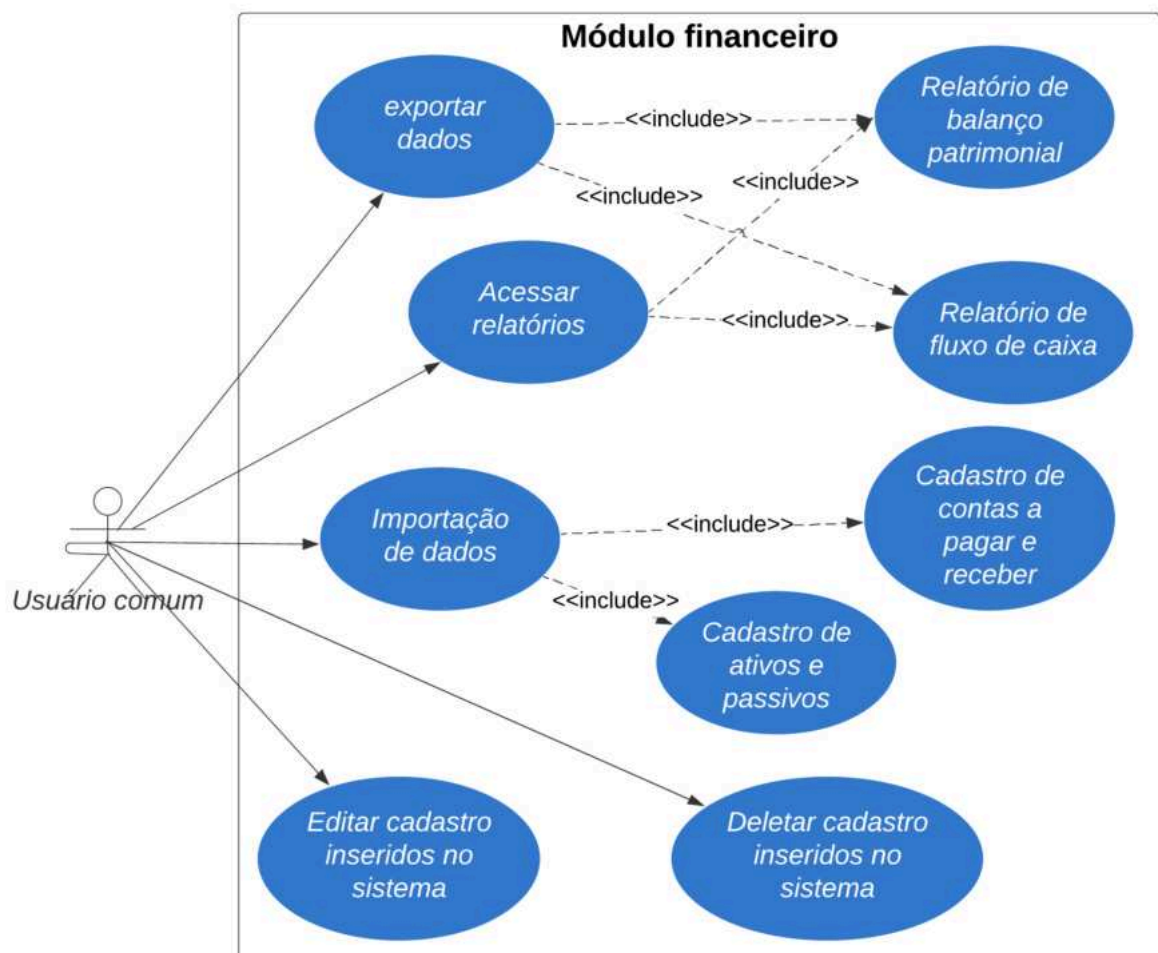 Módulo financeiro
exportar
dados
<<include>>
Relatório de
balanço
patrimonial
<<include>>
<<include>>
Acessar
relatórios
<<include>>
Relatório de
fluxo de caixa
Importação
de dados
<<include>>
Cadastro de
contas a
pagar e
receber
Usuário comum
<<include>>
Cadastro de
ativos e
passivos
Editar cadastro
inseridos no
sistema
Deletar cadastro
inseridos no
sistema